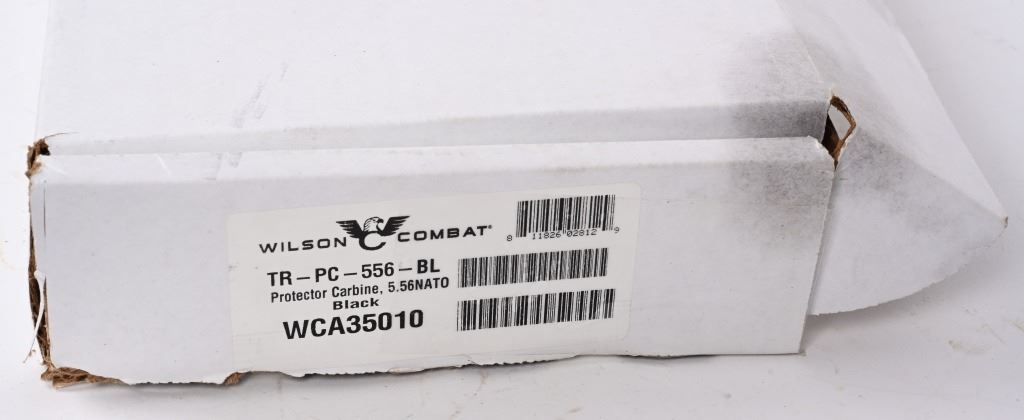 WILSON COMBAT®
8 11826 02812 9
TR-PC-556-BL
Protector Carbine, 5.56NATO
Black
WCA35010